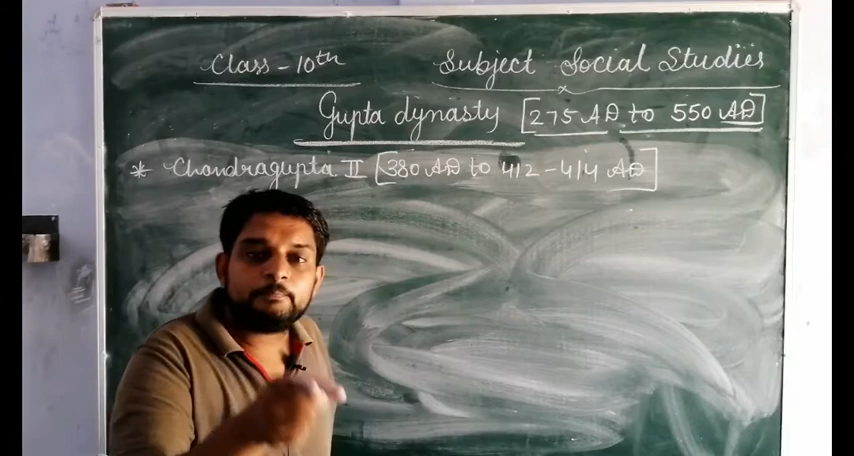 Class - 10th Subject Social Studies
Gupta dynasty [275 AD to 550 AD]
* Chandragupta II [380 AD to 412 - 414 AD]